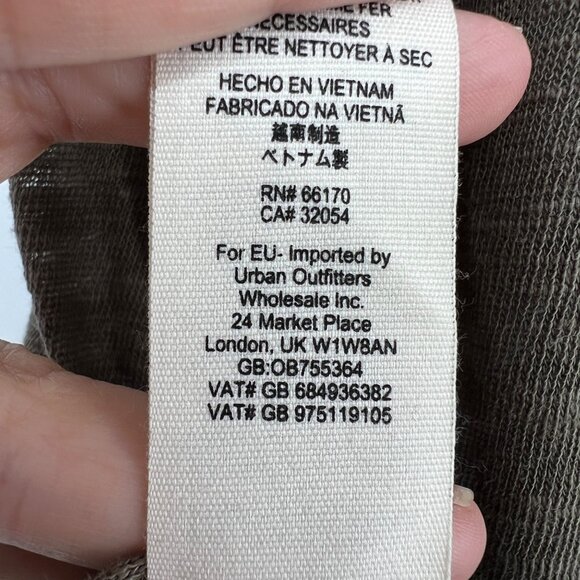 FER
NÉCESSAIRES
PEUT ÊTRE NETTOYER À SEC
HECHO EN VIETNAM
FABRICADO NA VIETNÃ
越南制造
ベトナム製
RN# 66170
CA# 32054
For EU- Imported by
Urban Outfitters
Wholesale Inc.
24 Market Place
London, UK W1W8AN
GB:OB755364
VAT# GB 684936382
VAT# GB 975119105